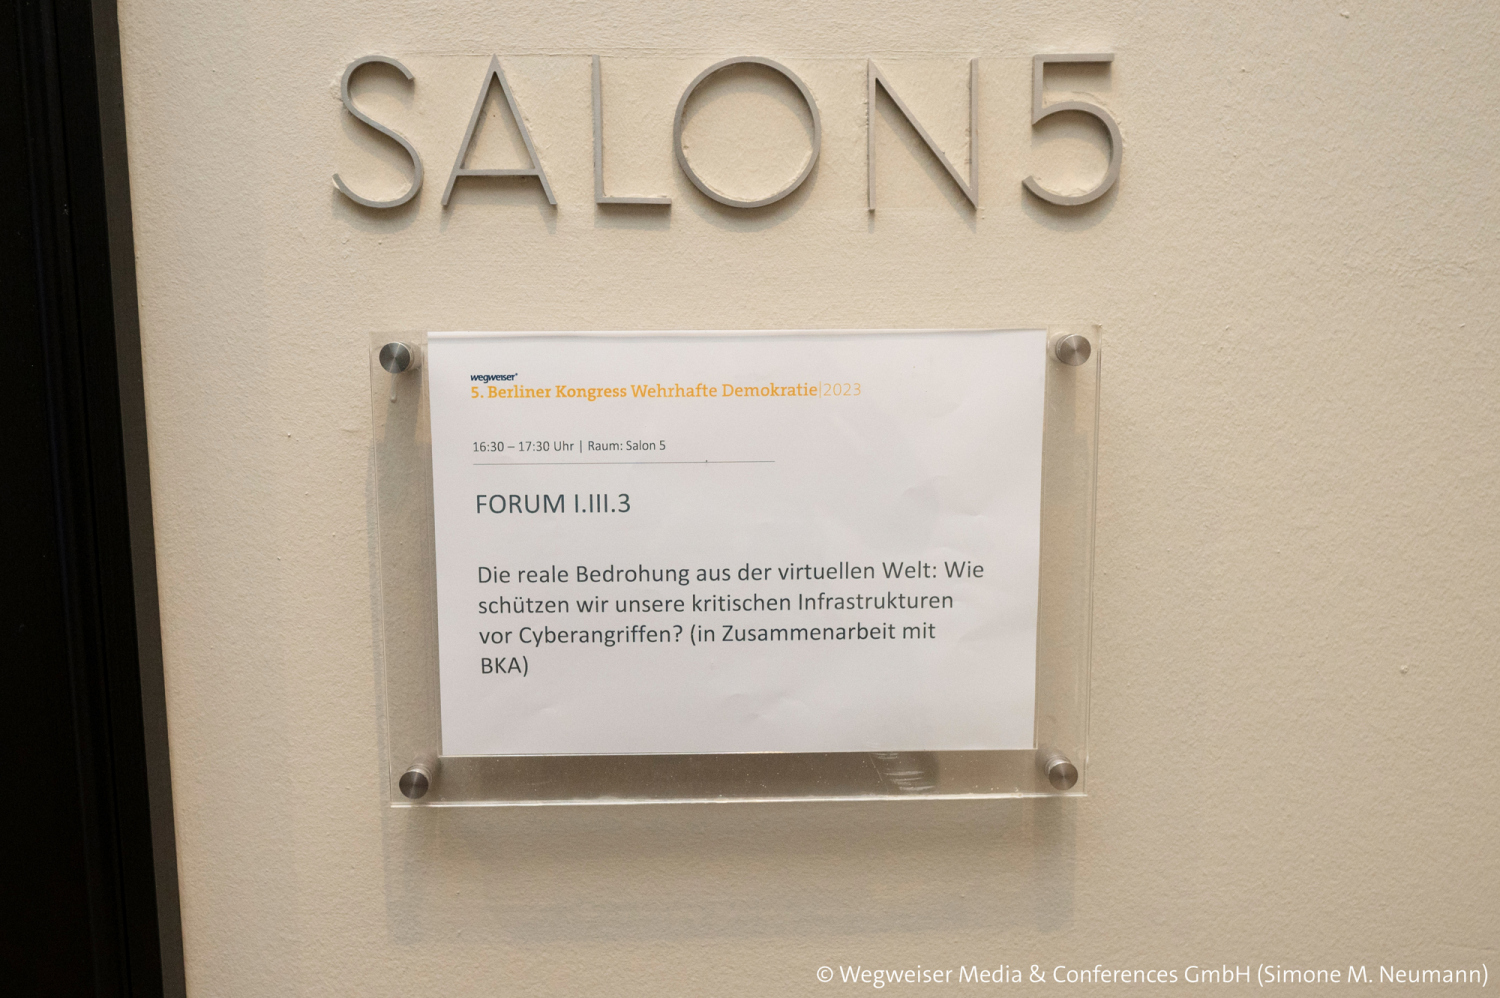 SALON 5
wegweiser®
5. Berliner Kongress Wehrhafte Demokratie|2023
16:30 – 17:30 Uhr | Raum: Salon 5
FORUM I.III.3
Die reale Bedrohung aus der virtuellen Welt: Wie
schützen wir unsere kritischen Infrastrukturen
vor Cyberangriffen? (in Zusammenarbeit mit
BKA)
© Wegweiser Media & Conferences GmbH (Simone M. Neumann)